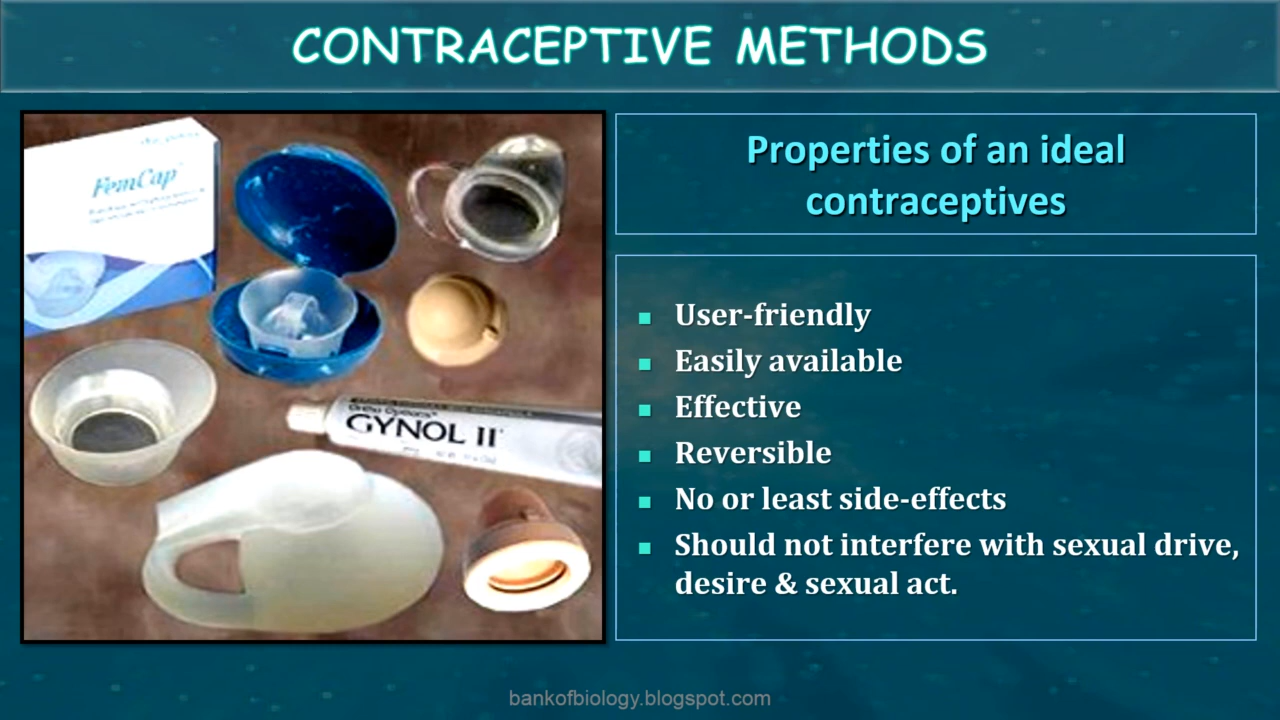 CONTRACEPTIVE METHODS
FemCap
GYNOL II
Properties of an ideal
contraceptives
User-friendly
Easily available
Effective
Reversible
No or least side-effects
Should not interfere with sexual drive,
desire & sexual act.
bankofbiology.blogspot.com